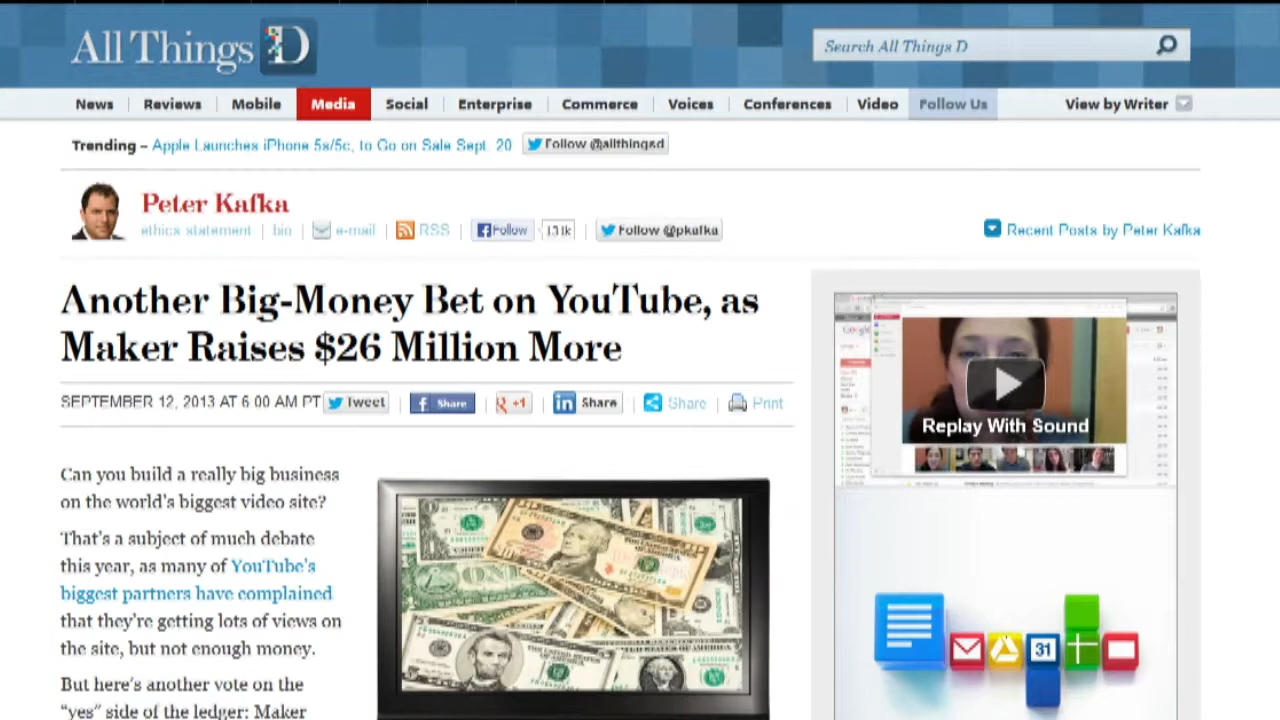 All Things D
Search All Things D
News Reviews Mobile Media Social Enterprise Commerce Voices Conferences Video Follow Us View by Writer
Trending – Apple Launches iPhone 5s/5c, to Go on Sale Sept. 20 Follow @allthingsd
Peter Kafka
ethics statement | bio | e-mail | RSS | Follow 13.1k | Follow @pkafka
Recent Posts by Peter Kafka
Another Big-Money Bet on YouTube, as
Maker Raises $26 Million More
SEPTEMBER 12, 2013 AT 6:00 AM PT Tweet | Share | +1 | Share | Share | Print
Can you build a really big business
on the world's biggest video site?
That's a subject of much debate
this year, as many of YouTube's
biggest partners have complained
that they're getting lots of views on
the site, but not enough money.
But here's another vote on the
"yes" side of the ledger: Maker
Google
Replay With Sound
31
ONE